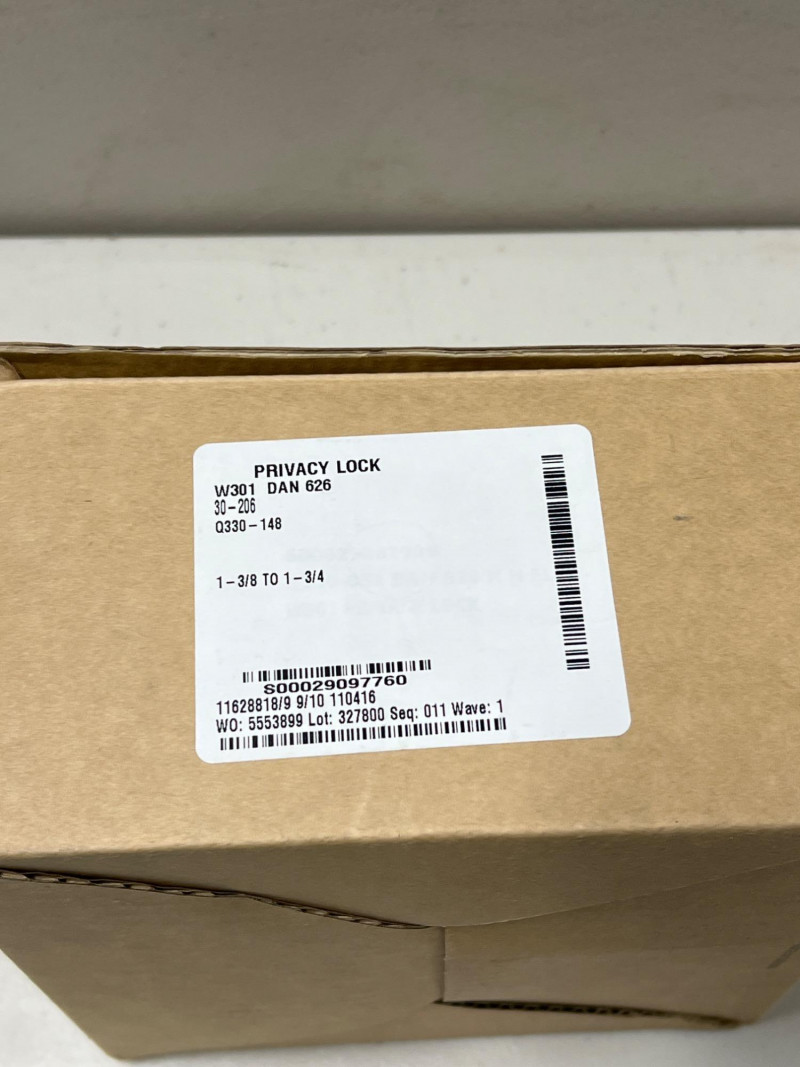 PRIVACY LOCK
W301 DAN 626
30-206
Q330-148
1-3/8 TO 1-3/4
S00029097760
11628818/9 9/10 110416
WO: 5553899 Lot: 327800 Seq: 011 Wave: 1